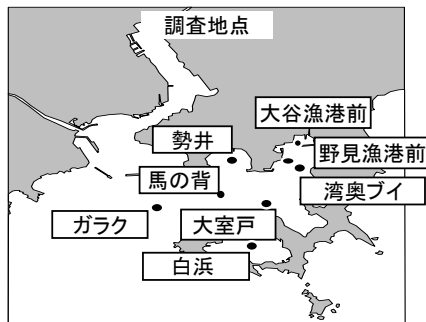 調査地点
大谷漁港前
勢井
野見漁港前
馬の背
湾奥ブイ
ガラク
大室戸
白浜